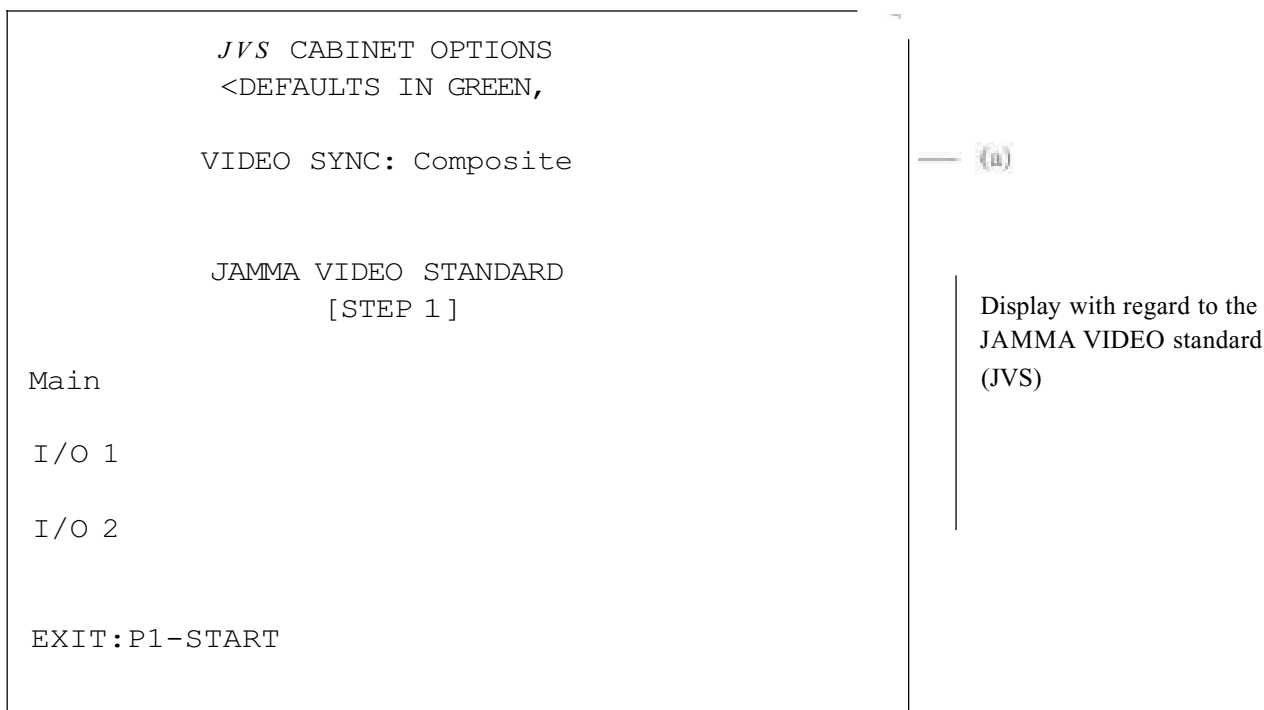 JVS CABINET OPTIONS
<DEFAULTS IN GREEN,
VIDEO SYNC: Composite
(a)
JAMMA VIDEO STANDARD
[STEP 1]
Display with regard to the
JAMMA VIDEO standard
(JVS)
Main
I/O 1
I/O 2
EXIT:P1-START